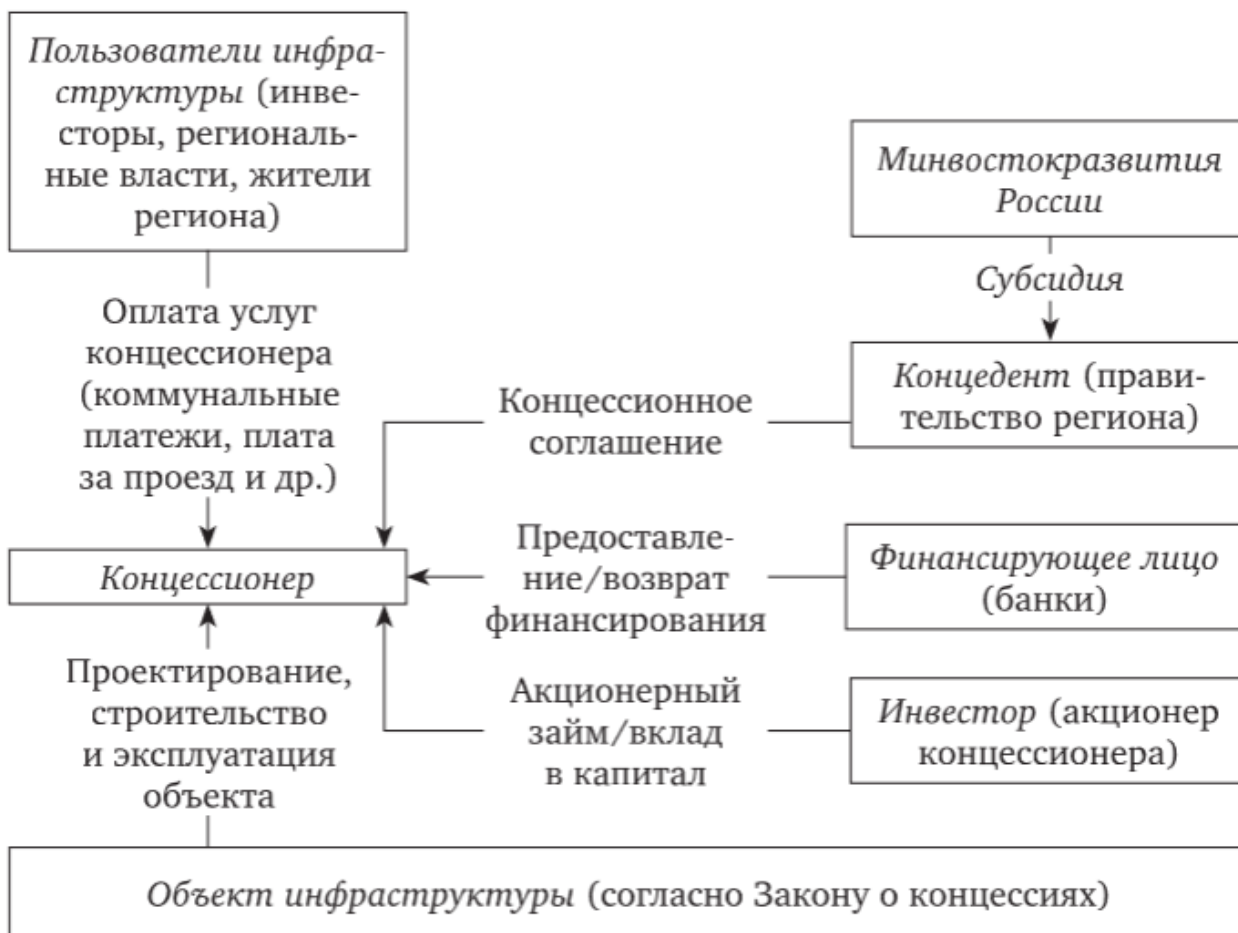 Пользователи инфра-
структуры (инве-
сторы, региональ-
ные власти, жители
региона)
Минвостокразвития
России
Субсидия
Оплата услуг
концессионера
(коммунальные
платежи, плата
за проезд и др.)
Концедент (прави-
тельство региона)
Концессионное
соглашение
Концессионер
Предоставле-
ние/возврат
финансирования
Финансирующее лицо
(банки)
Проектирование,
строительство
и эксплуатация
объекта
Акционерный
займ/вклад
в капитал
Инвестор (акционер
концессионера)
Объект инфраструктуры (согласно Закону о концессиях)